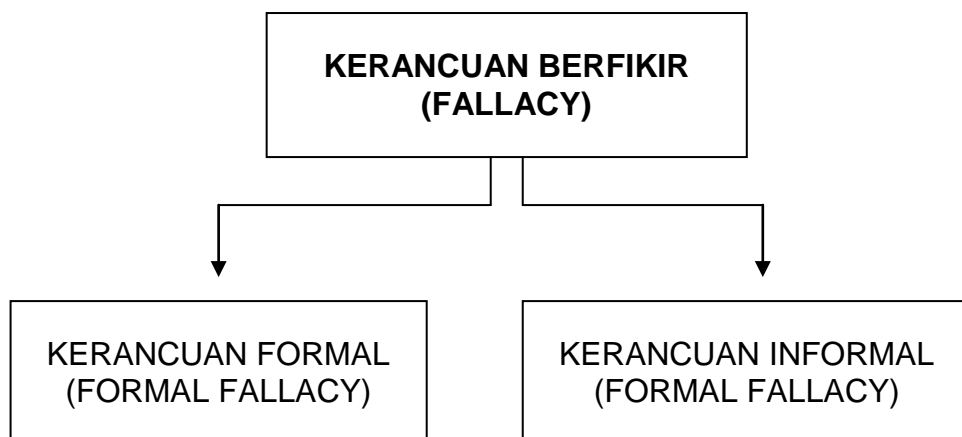 KERANCUAN BERFIKIR
(FALLACY)
KERANCUAN FORMAL
(FORMAL FALLACY)
KERANCUAN INFORMAL
(FORMAL FALLACY)